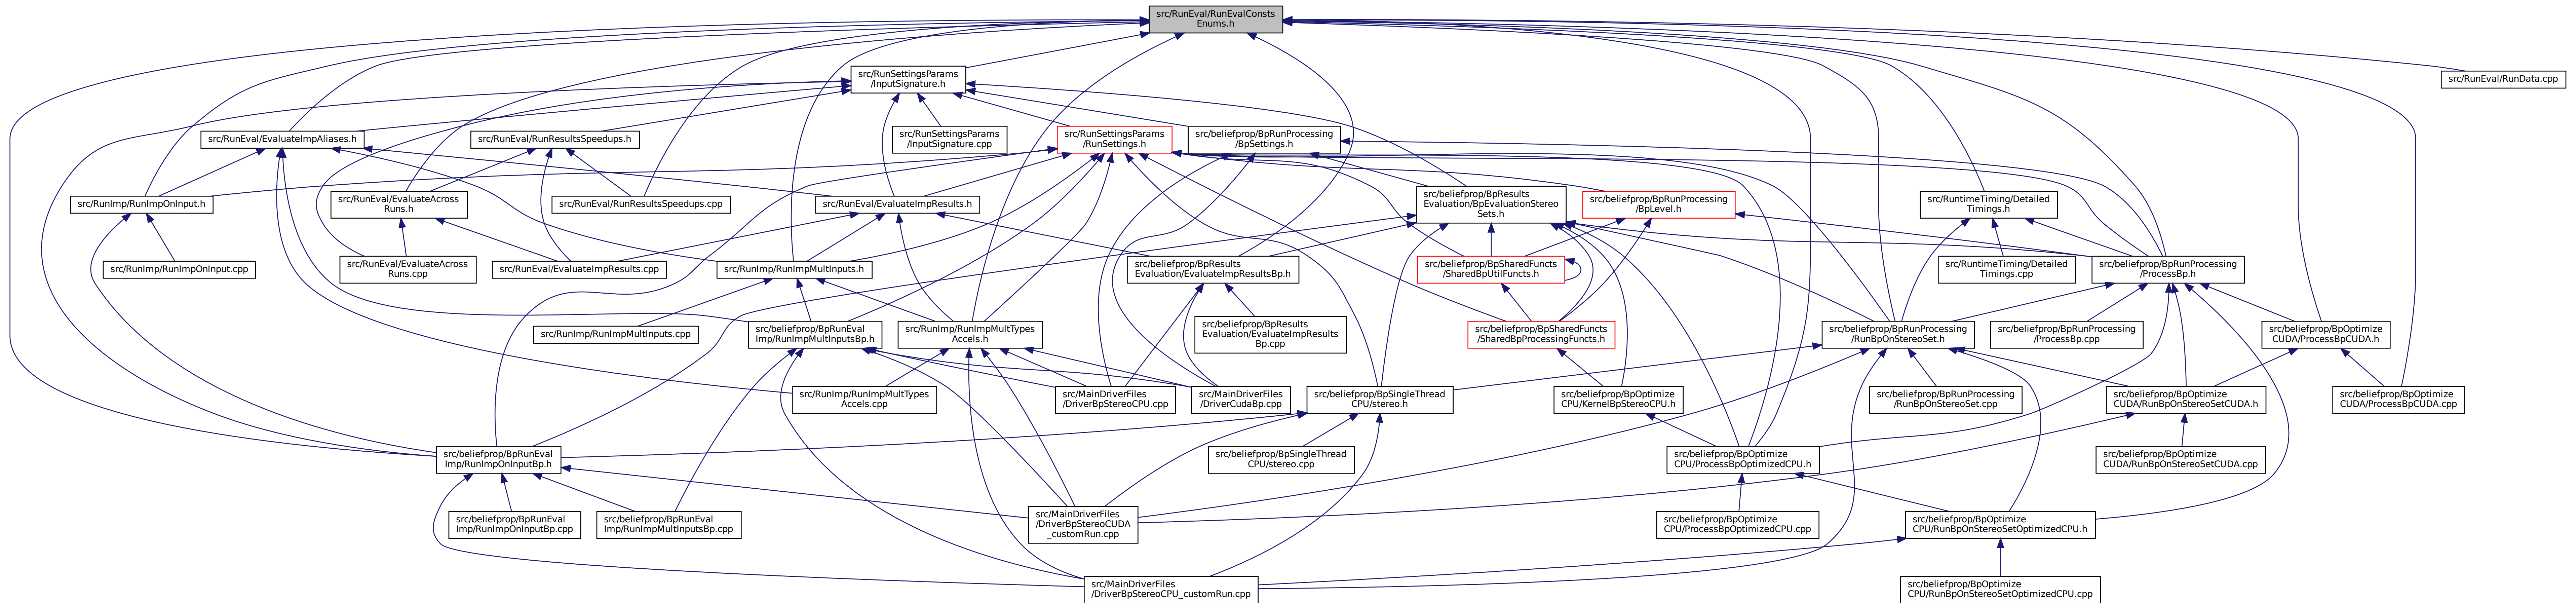 src/RunEval/RunEvalConsts
Enums.h
src/RunSettingsParams
/InputSignature.h
src/RunEval/RunData.cpp
src/RunEval/EvaluateImpAliases.h
src/RunEval/RunResultsSpeedups.h
src/RunSettingsParams
/InputSignature.cpp
src/RunSettingsParams
/RunSettings.h
src/beliefprop/BpRunProcessing
/BpSettings.h
src/RunImp/RunImpOnInput.h
src/RunEval/EvaluateAcross
Runs.h
src/RunEval/RunResultsSpeedups.cpp
src/RunEval/EvaluateImpResults.h
src/beliefprop/BpResults
Evaluation/BpEvaluationStereo
Sets.h
src/beliefprop/BpRunProcessing
/BpLevel.h
src/RuntimeTiming/Detailed
Timings.h
src/RunImp/RunImpOnInput.cpp
src/RunEval/EvaluateAcross
Runs.cpp
src/RunEval/EvaluateImpResults.cpp
src/RunImp/RunImpMultInputs.h
src/beliefprop/BpResults
Evaluation/EvaluateImpResultsBp.h
src/beliefprop/BpSharedFuncts
/SharedBpUtilFuncts.h
src/RuntimeTiming/Detailed
Timings.cpp
src/beliefprop/BpRunProcessing
/ProcessBp.h
src/RunImp/RunImpMultInputs.cpp
src/beliefprop/BpRunEval
Imp/RunImpMultInputsBp.h
src/RunImp/RunImpMultTypes
Accels.h
src/beliefprop/BpResults
Evaluation/EvaluateImpResults
Bp.cpp
src/beliefprop/BpSharedFuncts
/SharedBpProcessingFuncts.h
src/beliefprop/BpRunProcessing
/RunBpOnStereoSet.h
src/beliefprop/BpRunProcessing
/ProcessBp.cpp
src/beliefprop/BpOptimize
CUDA/ProcessBpCUDA.h
src/RunImp/RunImpMultTypes
Accels.cpp
src/MainDriverFiles
/DriverBpStereoCPU.cpp
src/MainDriverFiles
/DriverCudaBp.cpp
src/beliefprop/BpSingleThread
CPU/stereo.h
src/beliefprop/BpOptimize
CPU/KernelBpStereoCPU.h
src/beliefprop/BpRunProcessing
/RunBpOnStereoSet.cpp
src/beliefprop/BpOptimize
CUDA/RunBpOnStereoSetCUDA.h
src/beliefprop/BpOptimize
CUDA/ProcessBpCUDA.cpp
src/beliefprop/BpRunEval
Imp/RunImpOnInputBp.h
src/beliefprop/BpSingleThread
CPU/stereo.cpp
src/beliefprop/BpOptimize
CPU/ProcessBpOptimizedCPU.h
src/beliefprop/BpOptimize
CUDA/RunBpOnStereoSetCUDA.cpp
src/beliefprop/BpRunEval
Imp/RunImpOnInputBp.cpp
src/beliefprop/BpRunEval
Imp/RunImpMultInputsBp.cpp
src/MainDriverFiles
/DriverBpStereoCUDA
_customRun.cpp
src/beliefprop/BpOptimize
CPU/ProcessBpOptimizedCPU.cpp
src/beliefprop/BpOptimize
CPU/RunBpOnStereoSetOptimizedCPU.h
src/MainDriverFiles
/DriverBpStereoCPU_customRun.cpp
src/beliefprop/BpOptimize
CPU/RunBpOnStereoSetOptimizedCPU.cpp